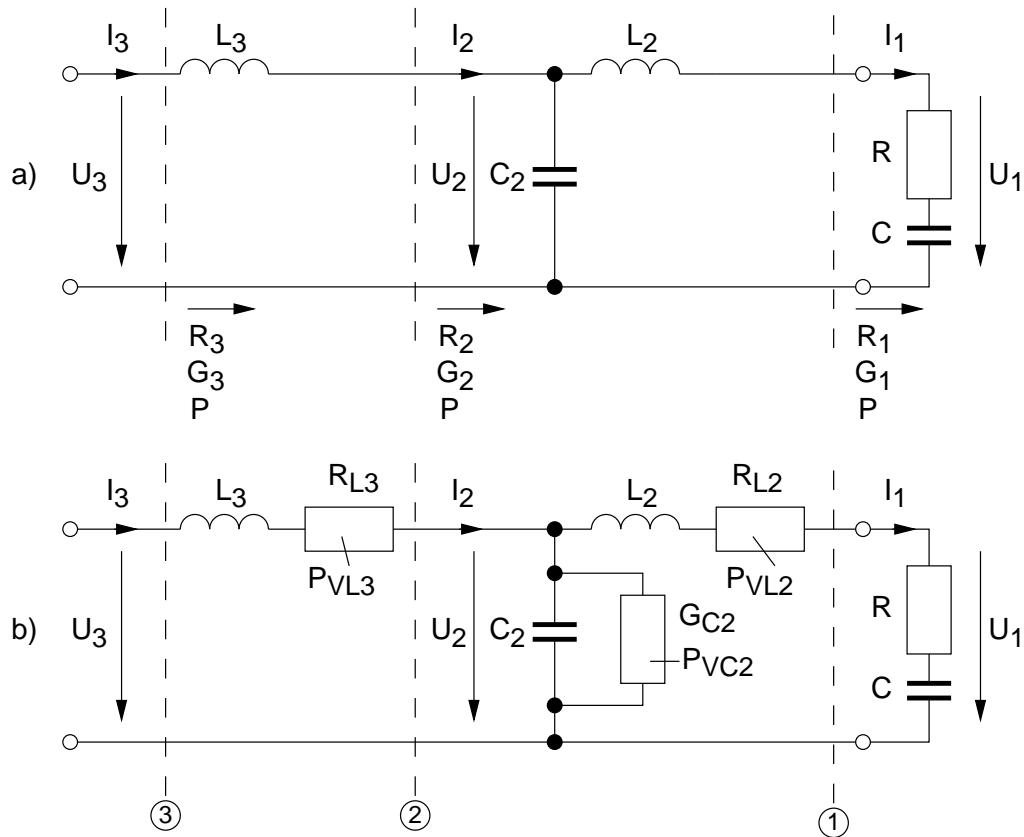 I3 L3 I2 L2 I1
a) U3 U2 C2 R C U1
R3 R2 R1
G3 G2 G1
P P P
I3 L3 RL3 I2 L2 RL2 I1
PVL3 PVL2
b) U3 U2 C2 GC2 R U1
PVC2 C
3 2 1